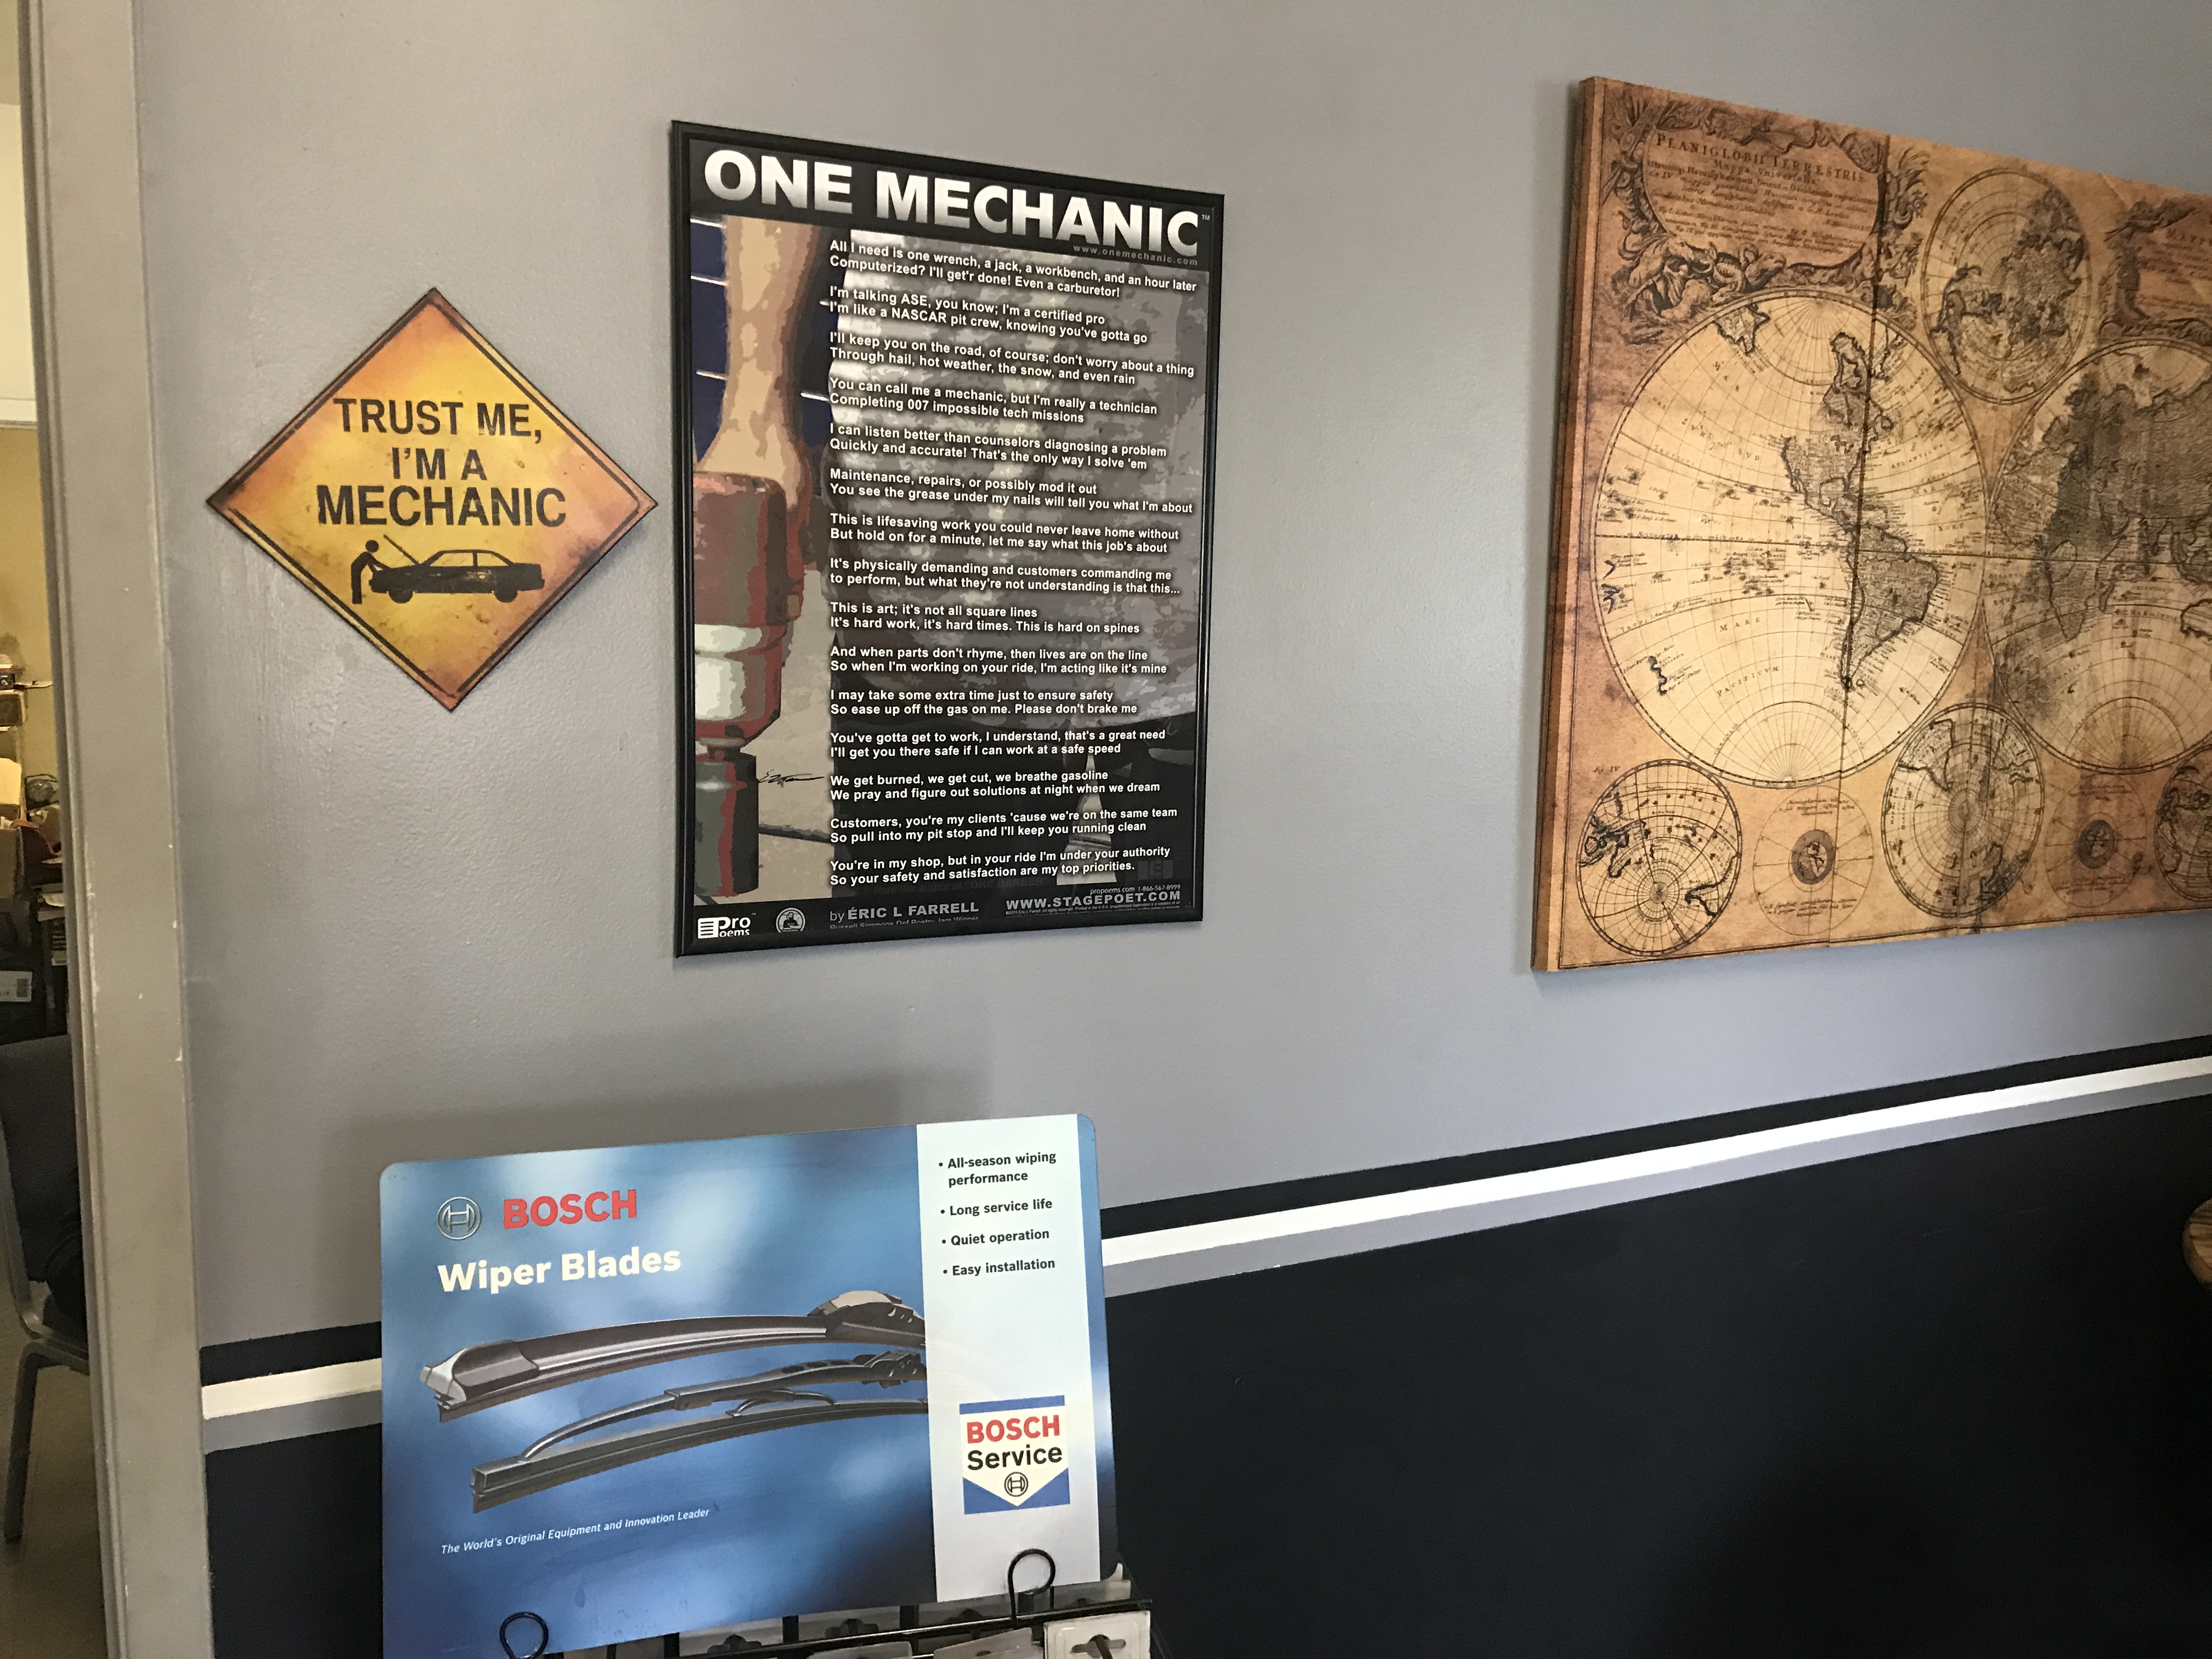 TRUST ME,
I'M A
MECHANIC
ONE MECHANIC™
www.onemechanic.com
All I need is one wrench, a jack, a workbench, and an hour later
Computerized? I'll get'r done! Even a carburetor!
I'm talking ASE, you know; I'm a certified pro
I'm like a NASCAR pit crew, knowing you've gotta go
I'll keep you on the road, of course; don't worry about a thing
Through hail, hot weather, the snow, and even rain
You can call me a mechanic, but I'm really a technician
Completing 007 impossible tech missions
I can listen better than counselors diagnosing a problem
Quickly and accurate! That's the only way I solve 'em
Maintenance, repairs, or possibly mod it out
You see the grease under my nails will tell you what I'm about
This is lifesaving work you could never leave home without
But hold on for a minute, let me say what this job's about
It's physically demanding and customers commanding me
to perform, but what they're not understanding is that this...
This is art; it's not all square lines
It's hard work, it's hard times. This is hard on spines
And when parts don't rhyme, then lives are on the line
So when I'm working on your ride, I'm acting like it's mine
I may take some extra time just to ensure safety
So ease up off the gas on me. Please don't brake me
You've gotta get to work, I understand, that's a great need
I'll get you there safe if I can work at a safe speed
We get burned, we get cut, we breathe gasoline
We pray and figure out solutions at night when we dream
Customers, you're my clients 'cause we're on the same team
So pull into my pit stop and I'll keep you running clean
You're in my shop, but in your ride I'm under your authority
So your safety and satisfaction are my top priorities.
Pro
oems
by ÉRIC L FARRELL
propoems.com 1-866-567-8999
WWW.STAGEPOET.COM
PLANIGLOBII TERRESTRIS
MAPPA VNIVERSALIS
MARE
PACIFICVM
Fig. IV
BOSCH
Wiper Blades
The World's Original Equipment and Innovation Leader
• All-season wiping
performance
• Long service life
• Quiet operation
• Easy installation
BOSCH
Service